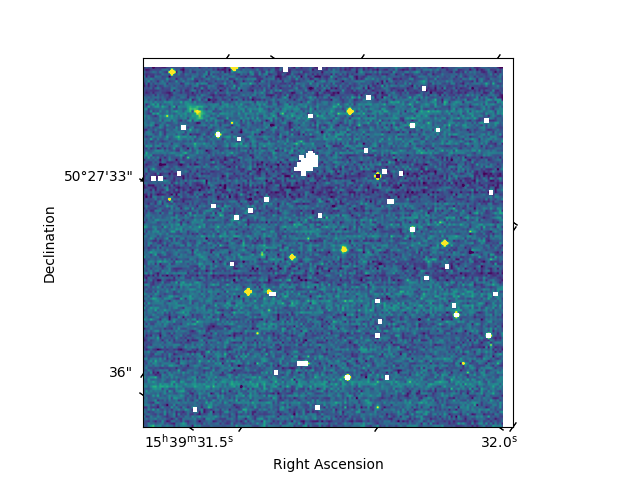 50°27'33"
Declination
36"
15ʰ39ᵐ31.5ˢ
32.0ˢ
Right Ascension